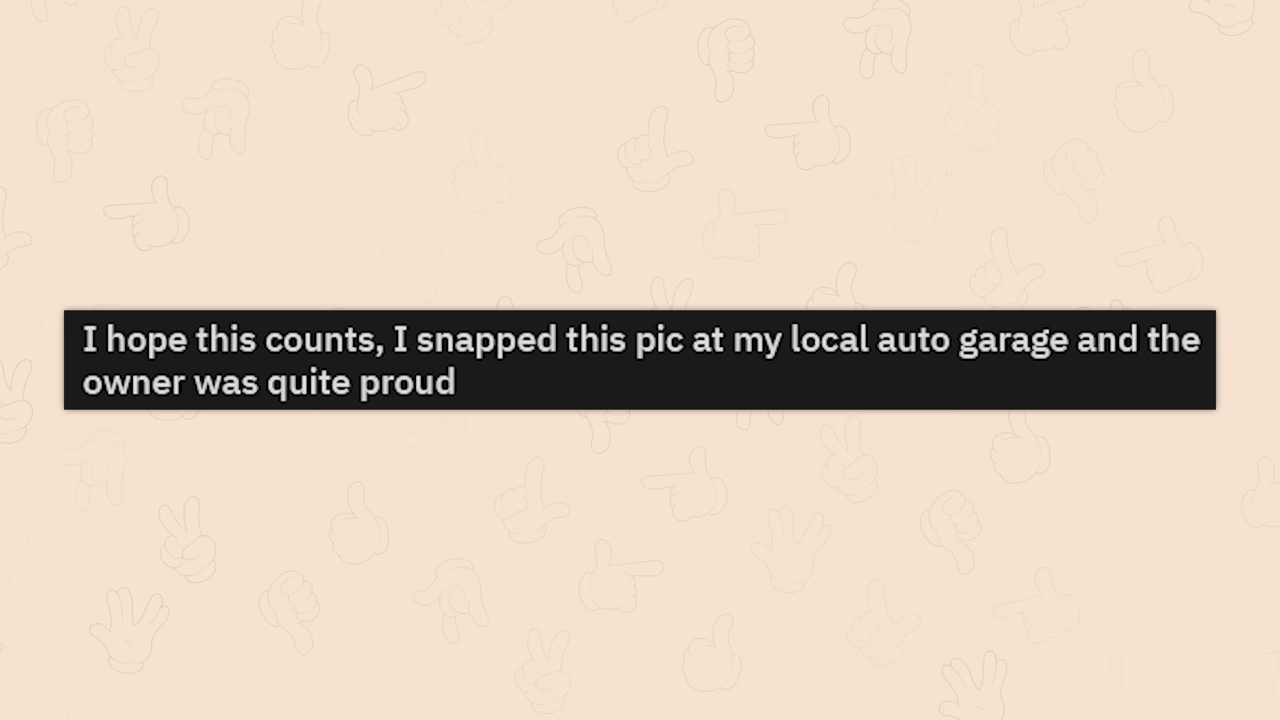 I hope this counts, I snapped this pic at my local auto garage and the
owner was quite proud